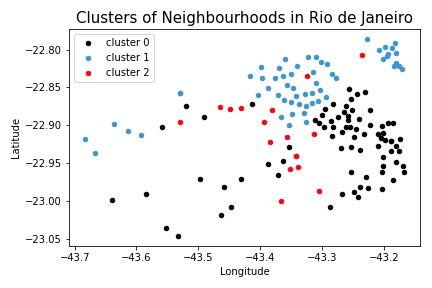 Clusters of Neighbourhoods in Rio de Janeiro
cluster 0
cluster 1
cluster 2
−22.80
−22.85
−22.90
−22.95
−23.00
−23.05
Latitude
−43.7
−43.6
−43.5
−43.4
−43.3
−43.2
Longitude